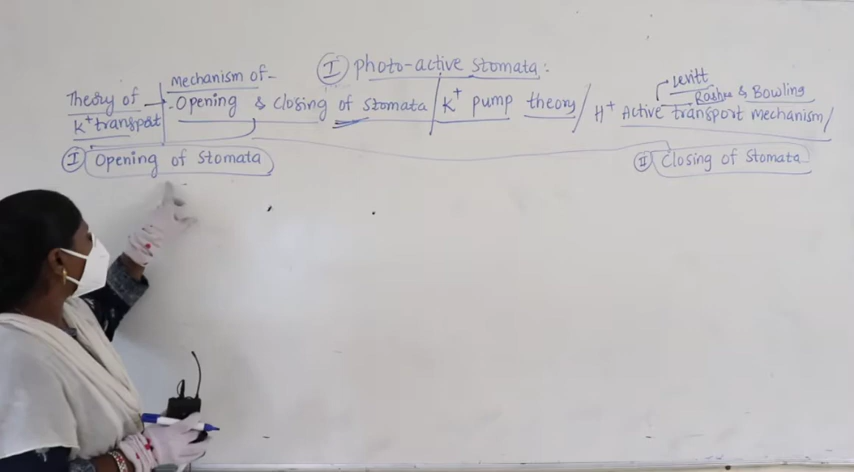 Ⓘ photo-active stomata:
mechanism of-
Levitt
Theory of → Opening & closing of stomata / K⁺ pump theory / H⁺ Active transport mechanism /
Raschke & Bowling
K⁺ transpot
Ⓘ Opening of stomata
Ⅱ Closing of stomata